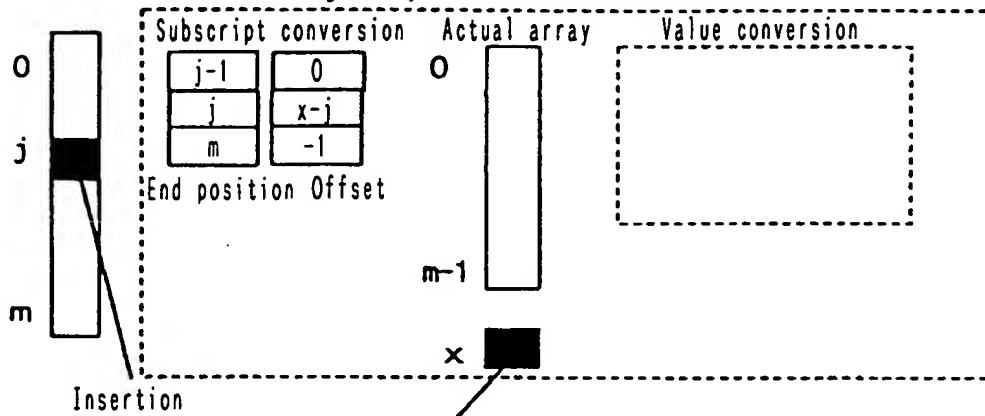 Subscript conversion Actual array Value conversion
0 j-1 0 0
j j x-j
m -1
End position Offset
m-1
m
x
Insertion